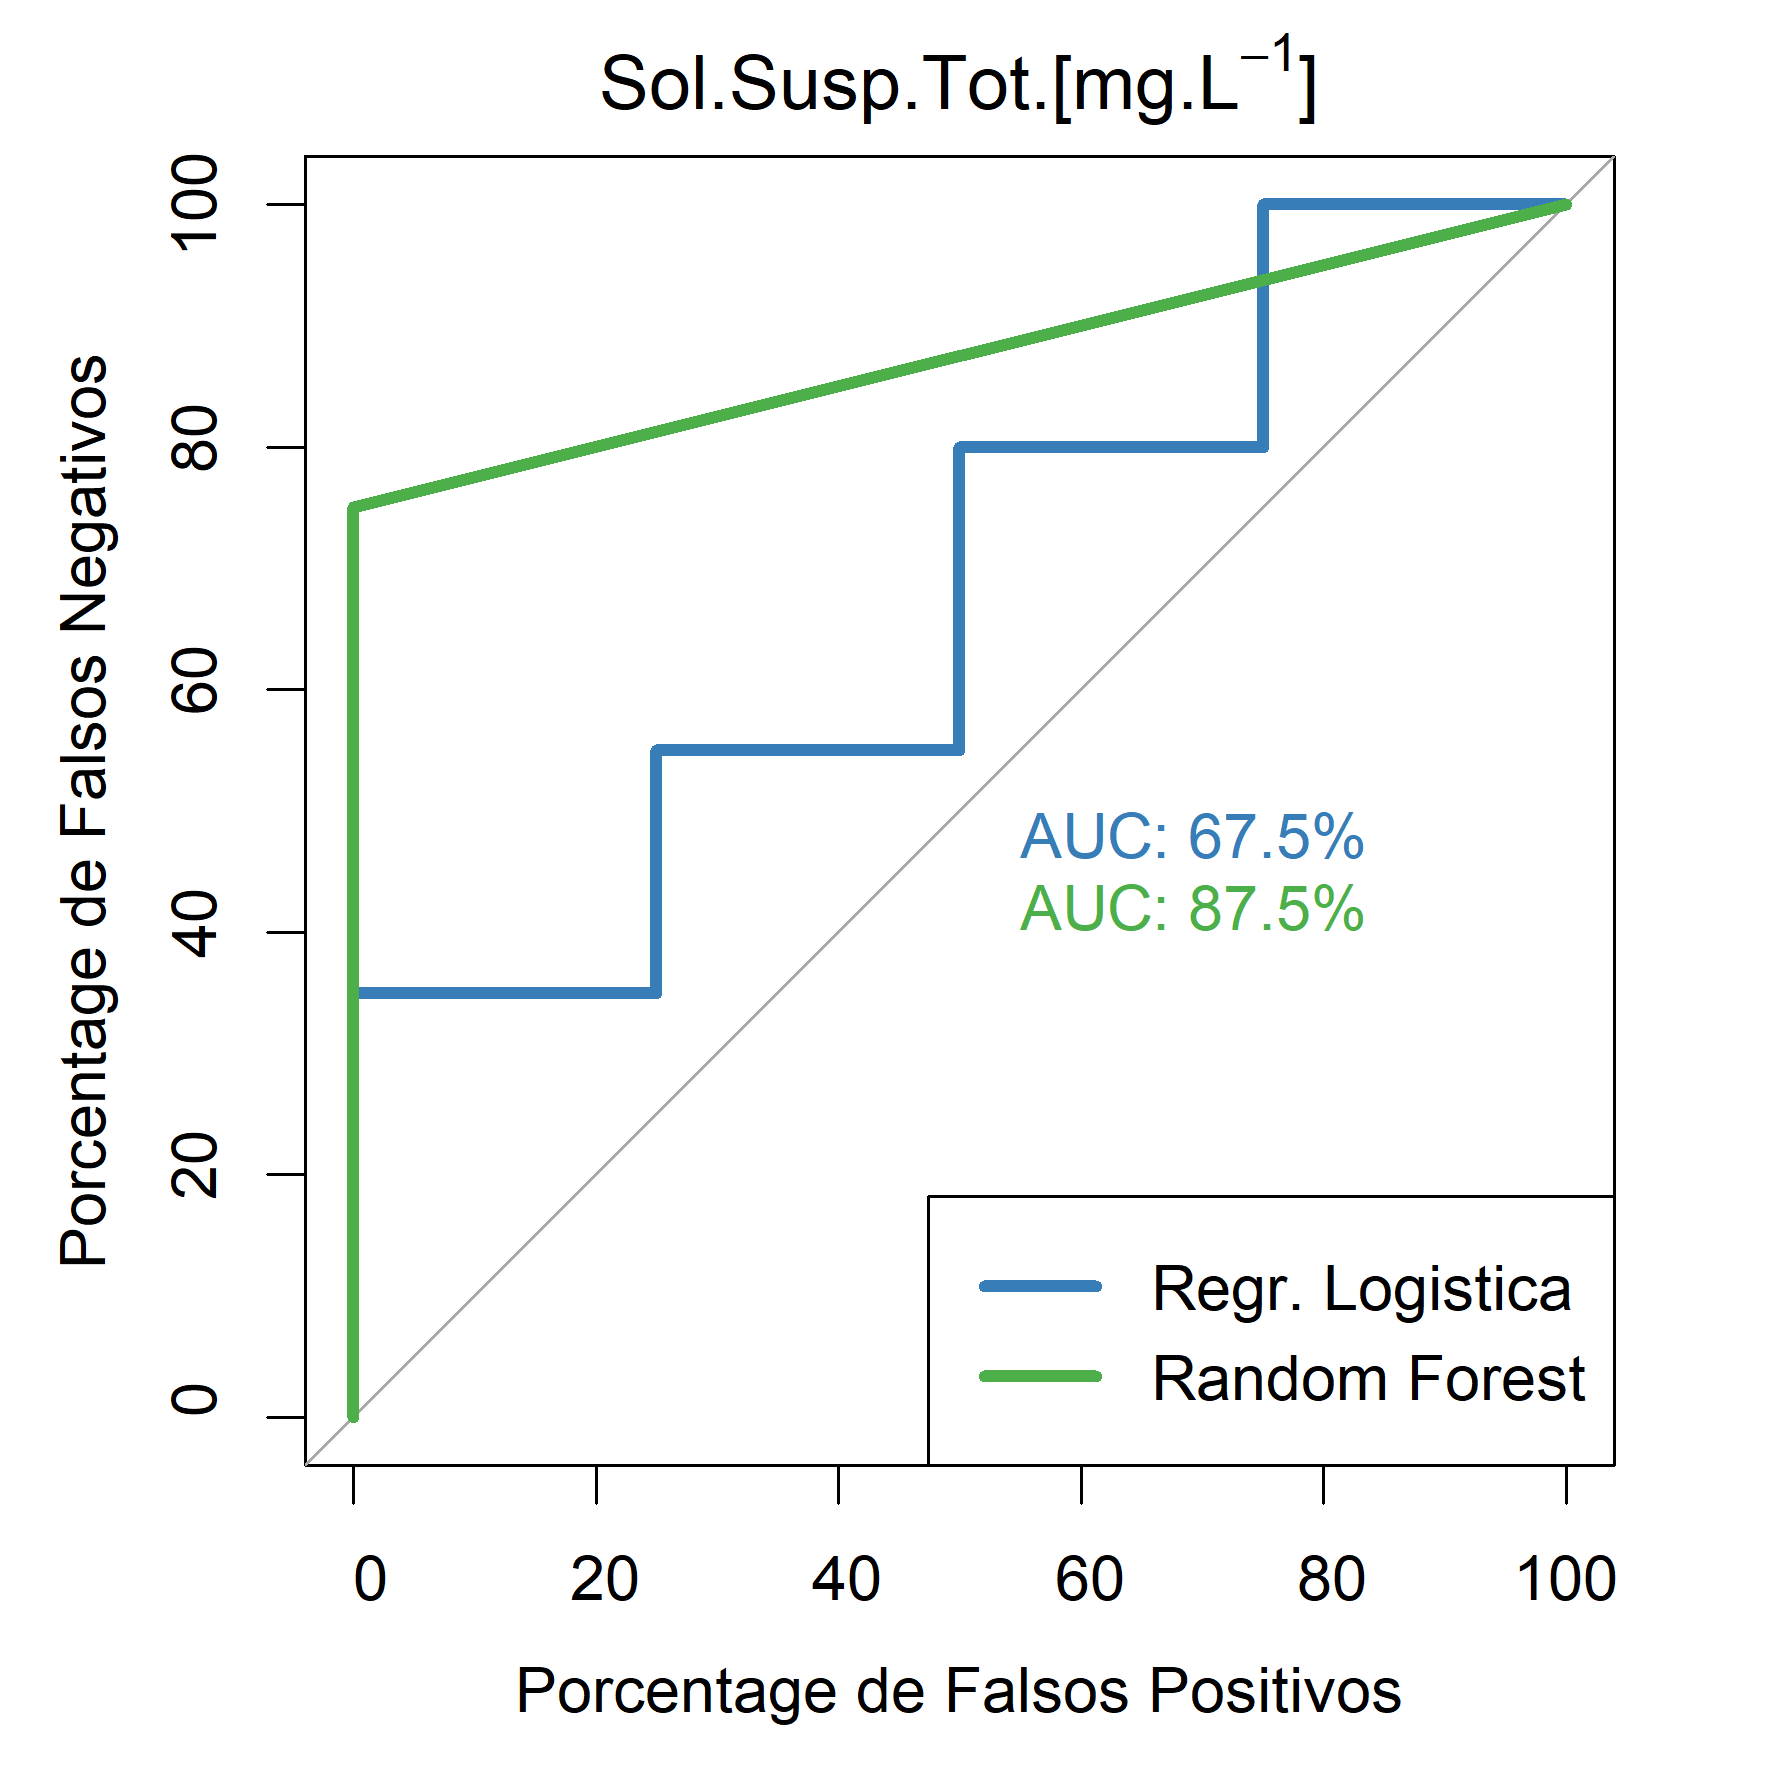 Sol.Susp.Tot.[mg.L⁻¹]
Porcentage de Falsos Negativos
100
80
60
40
20
0
AUC: 67.5%
AUC: 87.5%
Regr. Logistica
Random Forest
0 20 40 60 80 100
Porcentage de Falsos Positivos